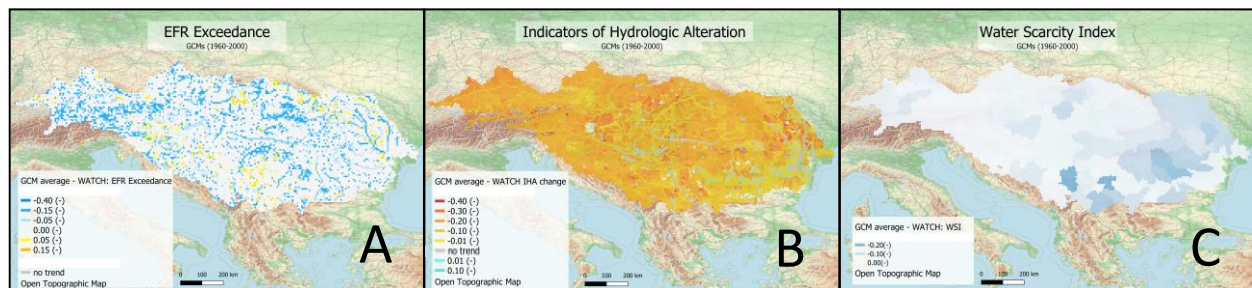 EFR Exceedance
GCMs (1960-2000)
GCM average - WATCH: EFR Exceedance
-0.40 (-)
-0.15 (-)
-0.05 (-)
0.00 (-)
0.05 (-)
0.15 (-)
no trend
Open Topographic Map
0 100 200 km
A
Indicators of Hydrologic Alteration
GCMs (1960-2000)
GCM average - WATCH IHA change
-0.40 (-)
-0.30 (-)
-0.20 (-)
-0.10 (-)
-0.01 (-)
no trend
0.01 (-)
0.10 (-)
Open Topographic Map
0 100 200 km
B
Water Scarcity Index
GCMs (1960-2000)
GCM average - WATCH: WSI
-0.20(-)
-0.10(-)
0.00(-)
Open Topographic Map
0 100 200 km
C